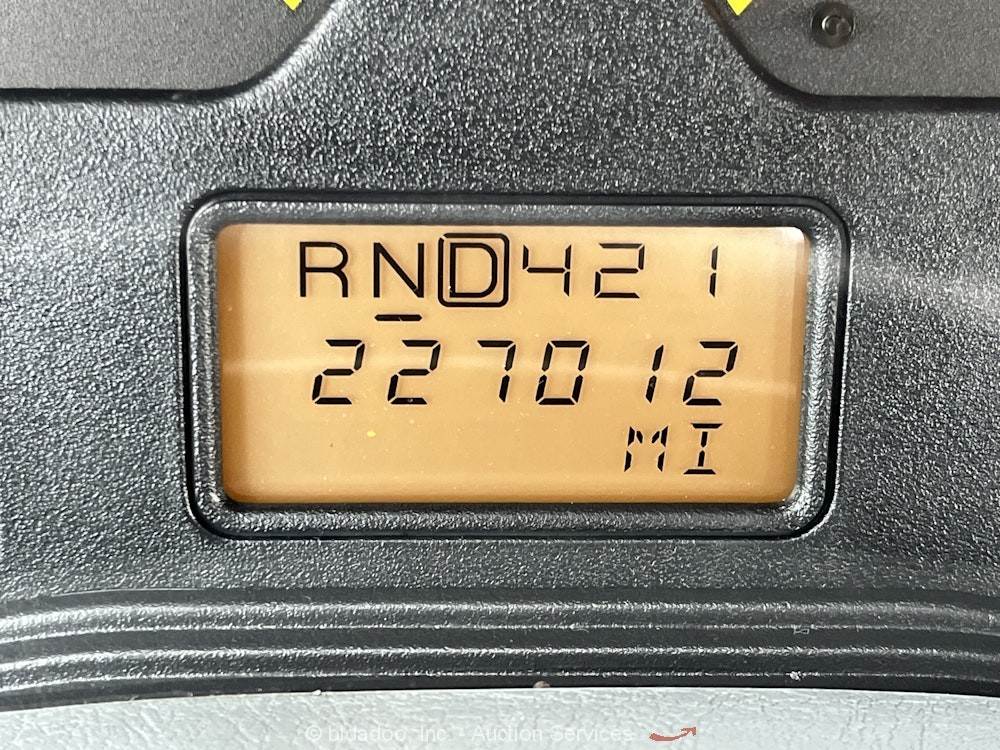 RND421
227012
MI
© bidadoo, Inc. - Auction Services